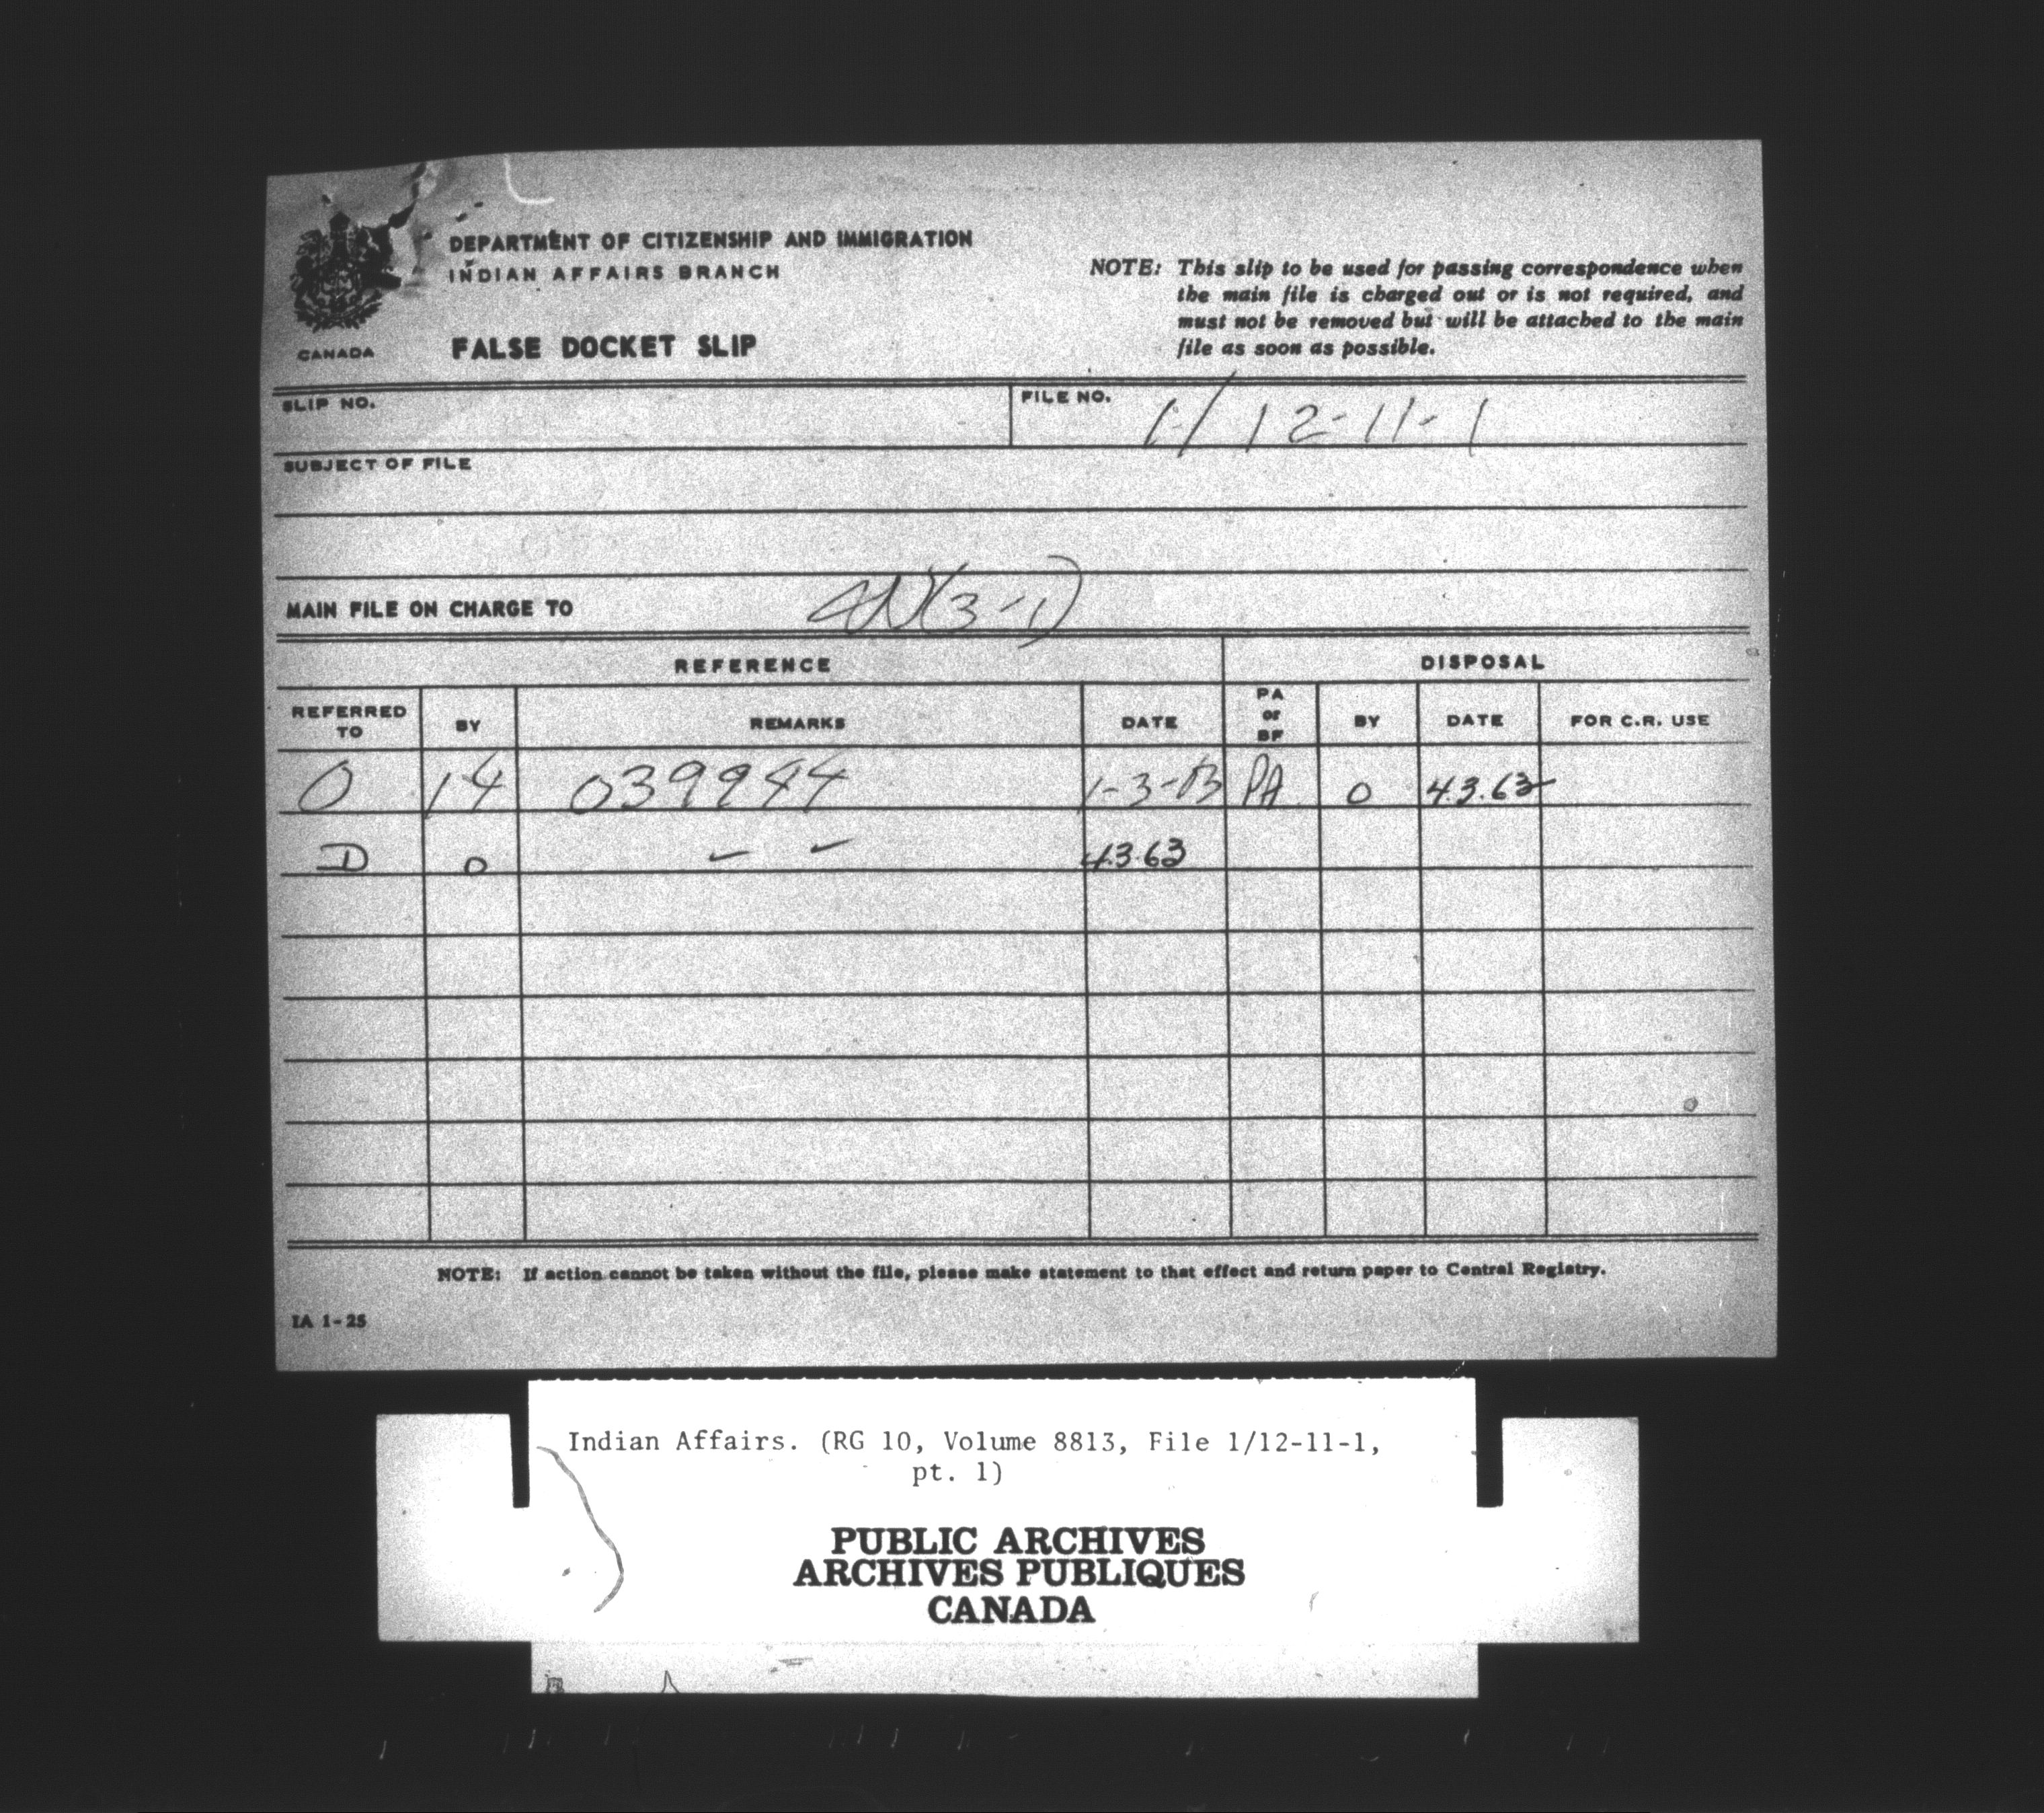 DEPARTMENT OF CITIZENSHIP AND IMMIGRATION
INDIAN AFFAIRS BRANCH
CANADA
FALSE DOCKET SLIP
NOTE: This slip to be used for passing correspondence when
the main file is charged out or is not required, and
must not be removed but will be attached to the main
file as soon as possible.
SLIP NO.
FILE NO. 1/12-11-1
SUBJECT OF FILE
MAIN FILE ON CHARGE TO (3-1)
REFERENCE DISPOSAL
REFERRED TO BY REMARKS DATE PA or BF BY DATE FOR C.R. USE
O 14 039944 1-3-63 PA O 4.3.63
D O 4.3.63
NOTE: If action cannot be taken without the file, please make statement to that effect and return paper to Central Registry.
IA 1-25
Indian Affairs. (RG 10, Volume 8813, File 1/12-11-1,
pt. 1)
PUBLIC ARCHIVES
ARCHIVES PUBLIQUES
CANADA